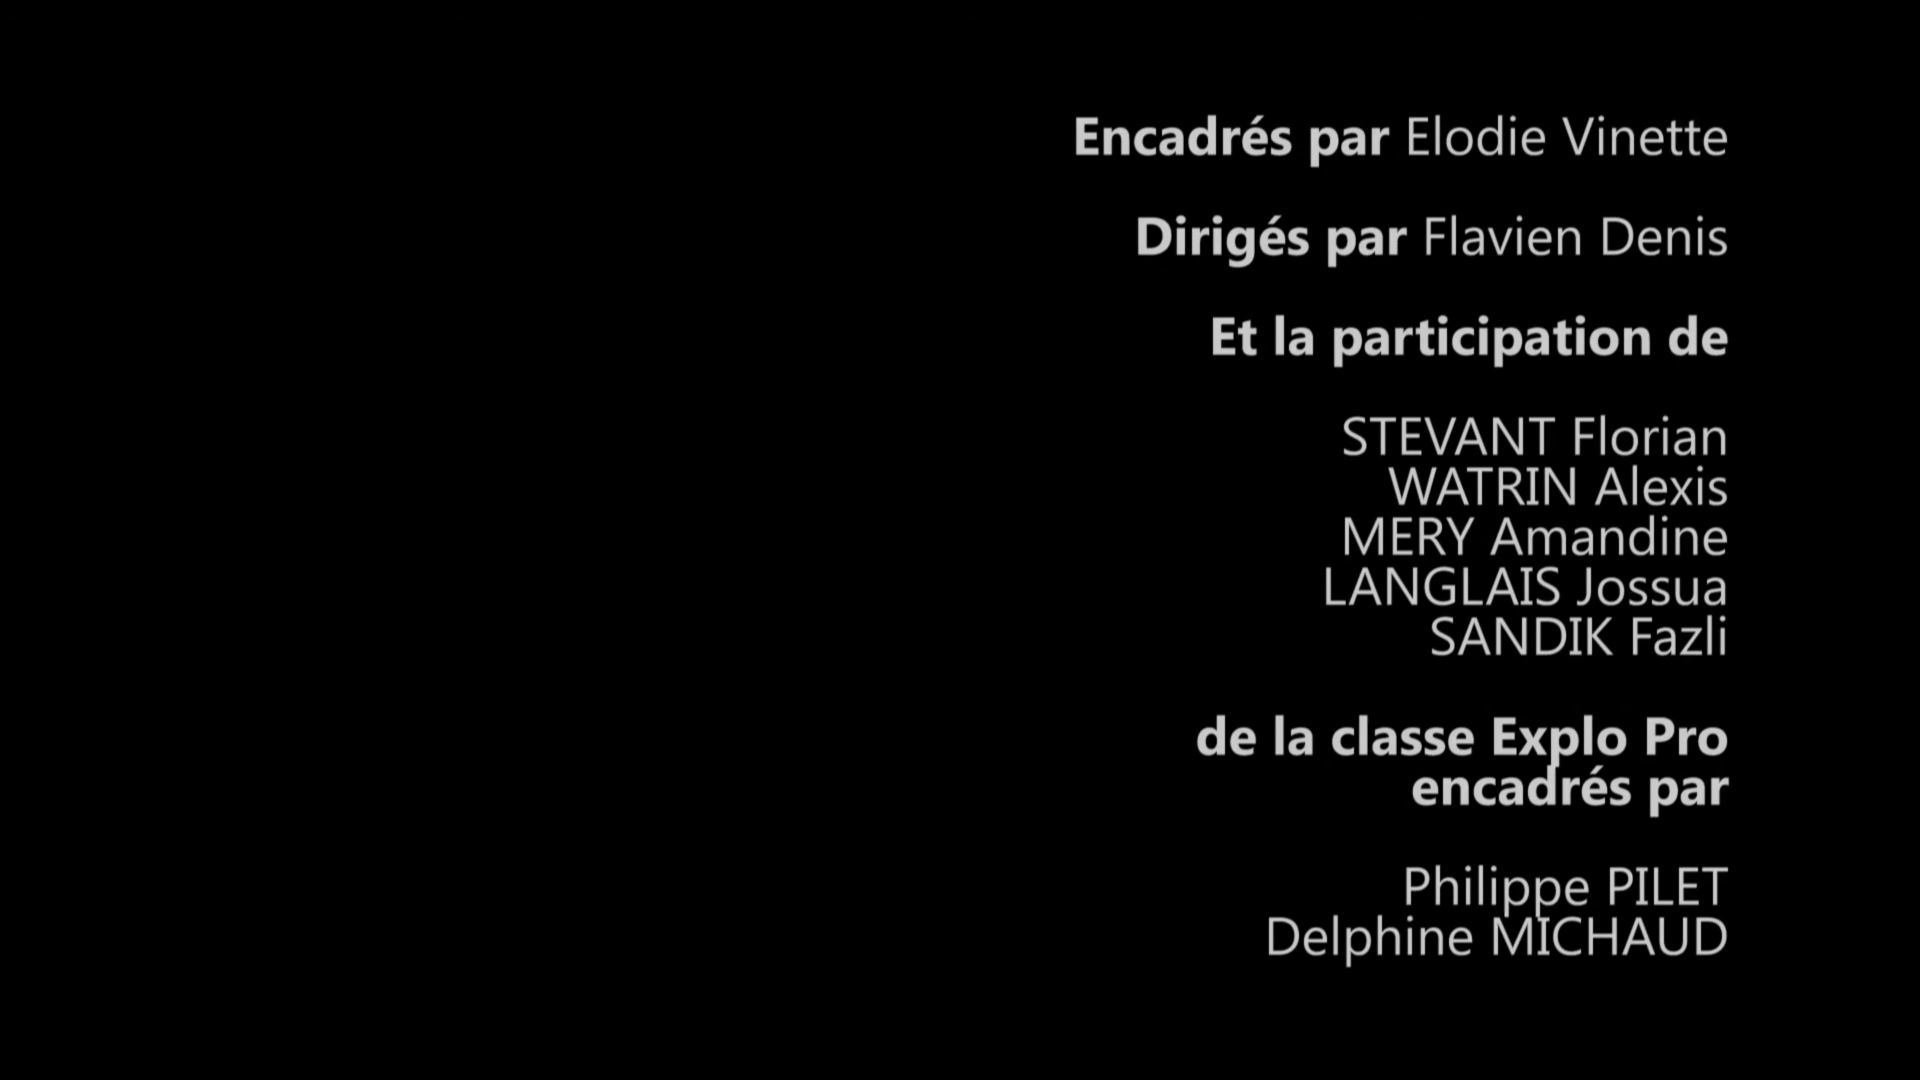 Encadrés par Elodie Vinette
Dirigés par Flavien Denis
Et la participation de
STEVANT Florian
WATRIN Alexis
MERY Amandine
LANGLAIS Jossua
SANDIK Fazli
de la classe Explo Pro
encadrés par
Philippe PILET
Delphine MICHAUD